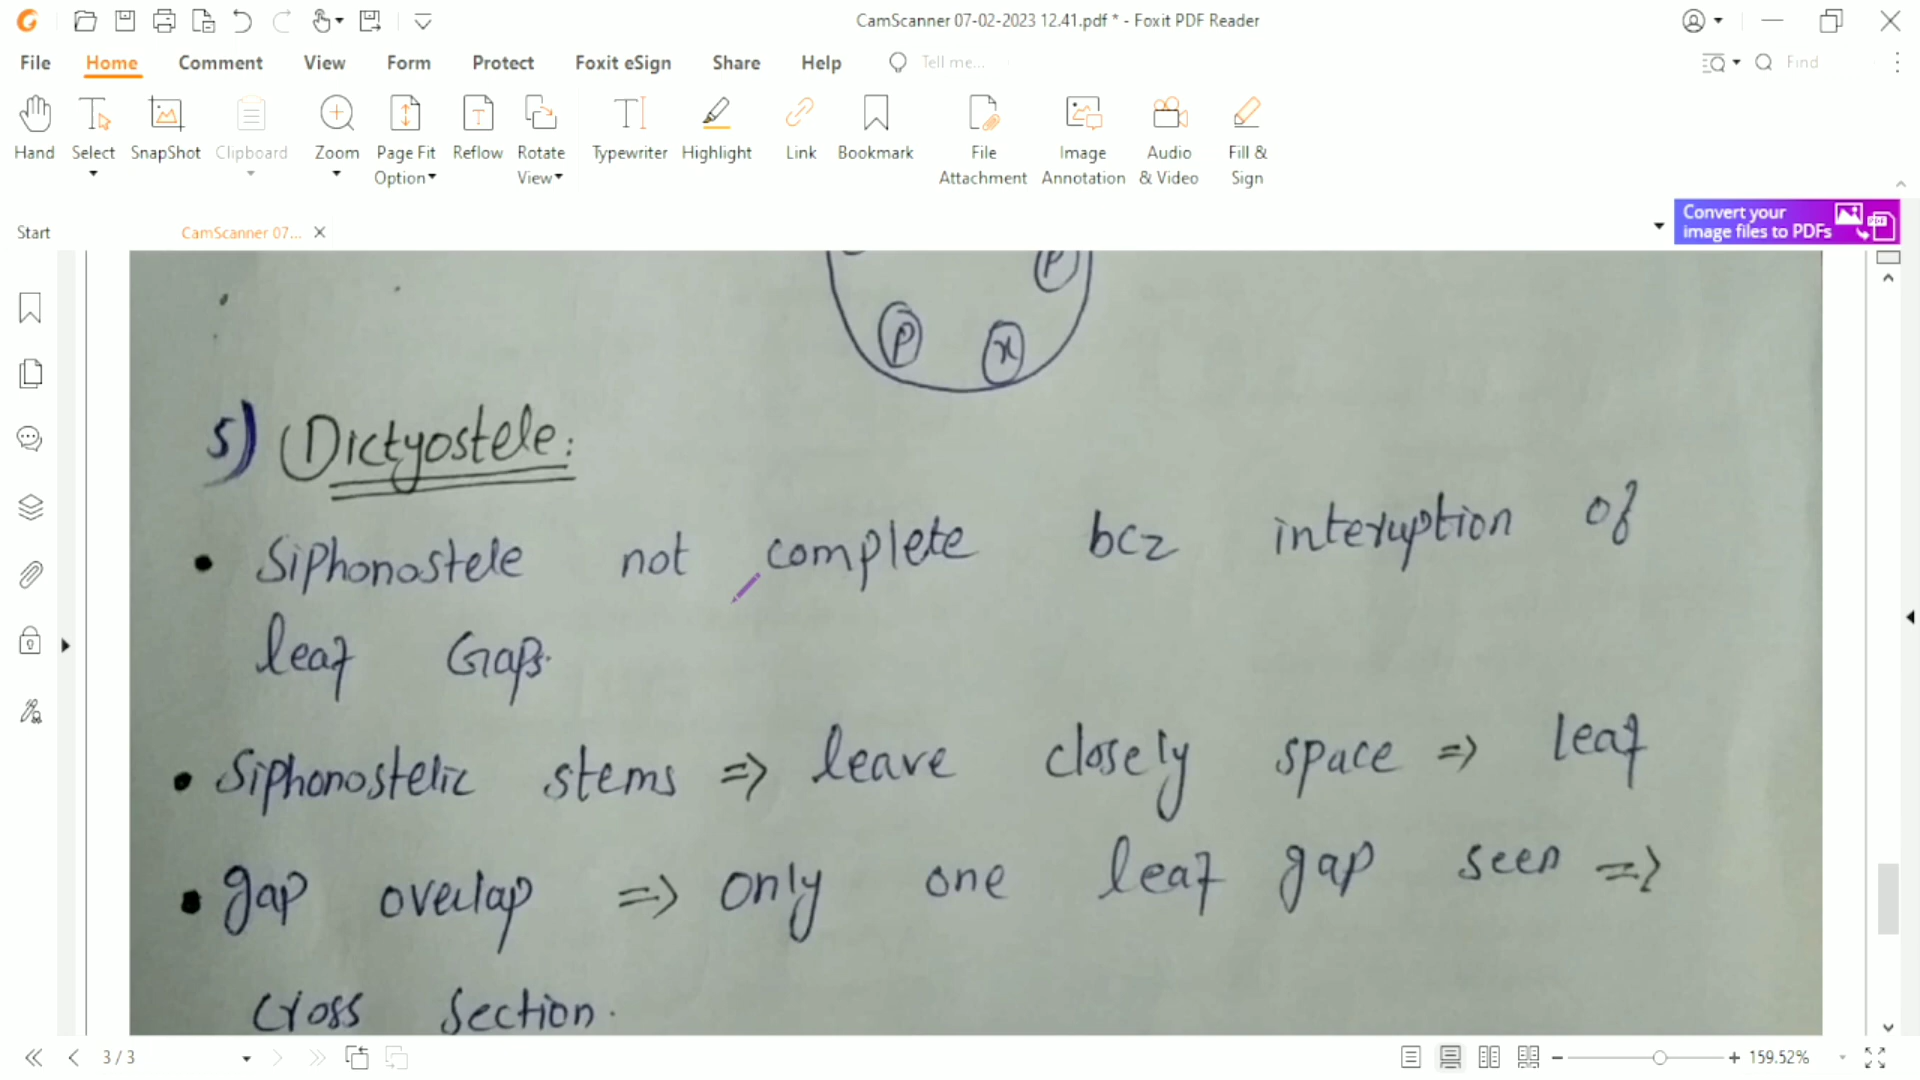 CamScanner 07-02-2023 12.41.pdf * - Foxit PDF Reader
File Home Comment View Form Protect Foxit eSign Share Help Tell me... Find
Hand Select SnapShot Clipboard Zoom Page Fit Option Reflow Rotate View Typewriter Highlight Link Bookmark File Attachment Image Annotation Audio & Video Fill & Sign
Convert your
image files to PDFs
Start CamScanner 07...
P
P x
5) Dictyostele:
• Siphonostele not complete bcz interuption of
leaf Gaps.
• Siphonostelic stems => leave closely space => leaf
• gap overlap => only one leaf gap seen =>
cross section.
3 / 3 159.52%